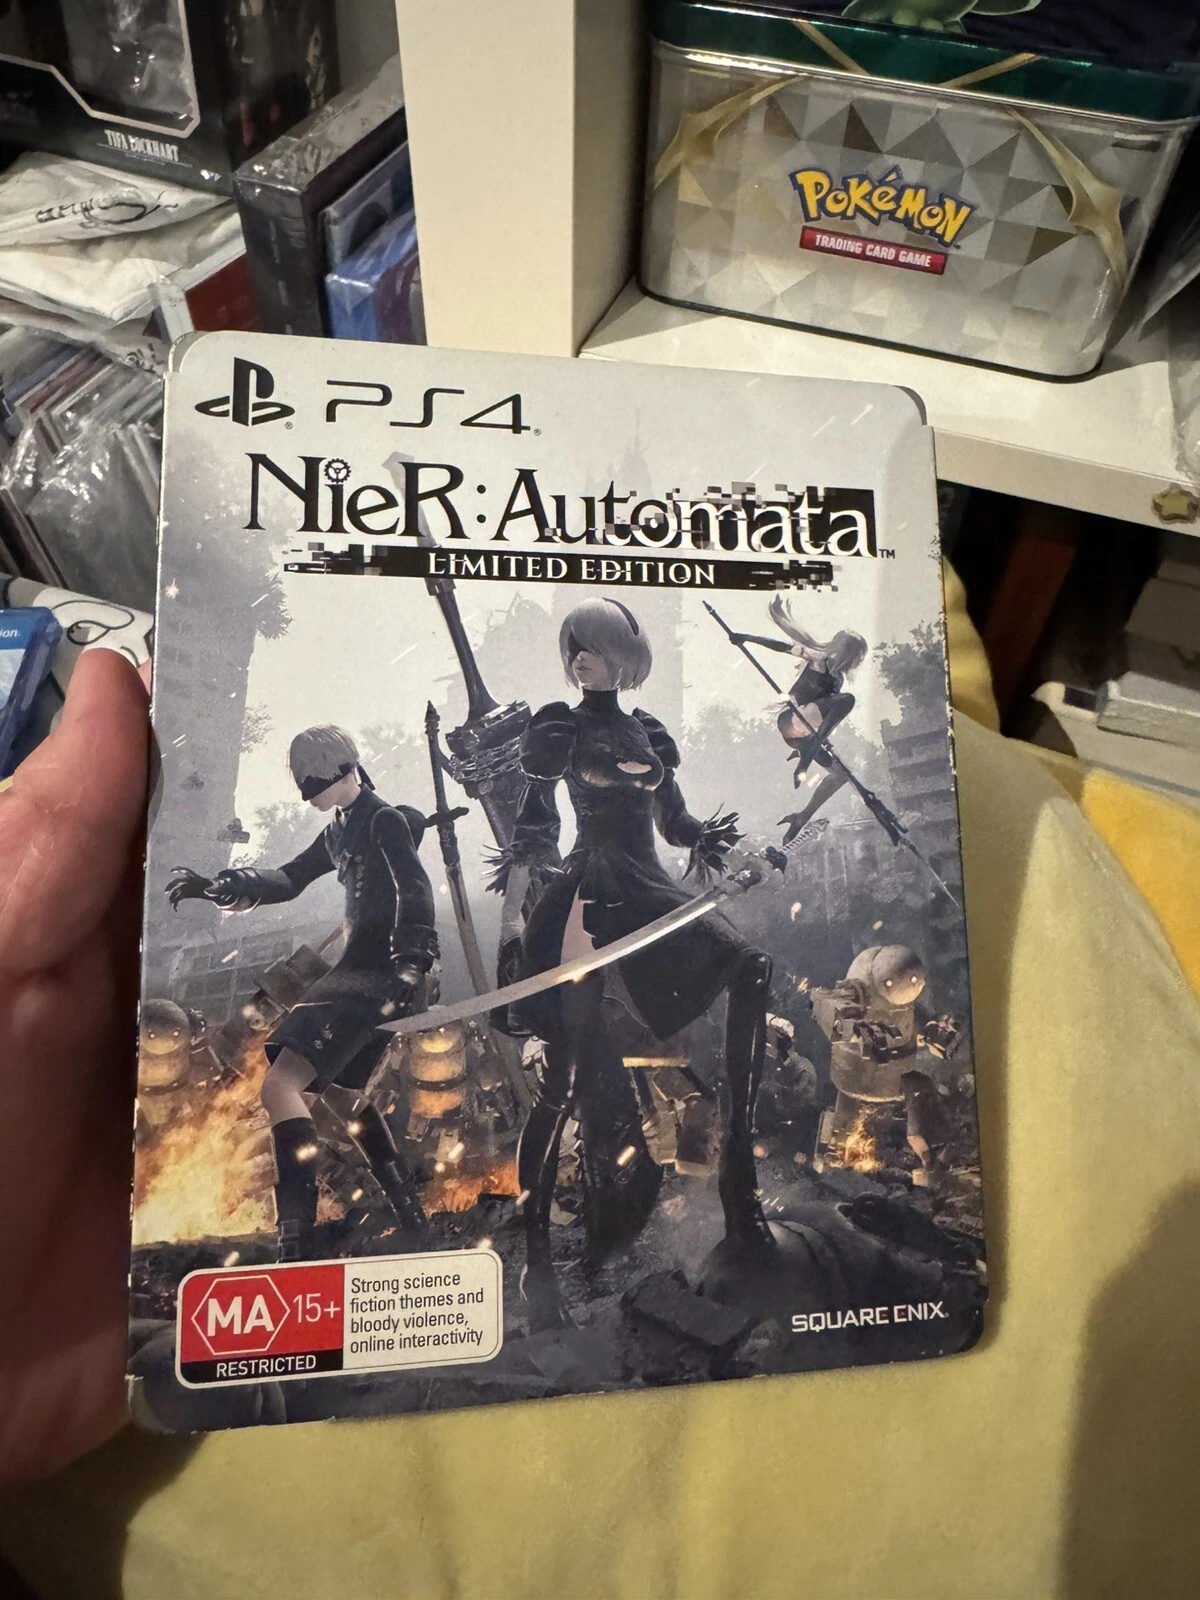 TIFA LOCKHART
POKéMON
TRADING CARD GAME
PS4
NieR:Automata™
LIMITED EDITION
MA 15+
RESTRICTED
Strong science
fiction themes and
bloody violence,
online interactivity
SQUARE ENIX®